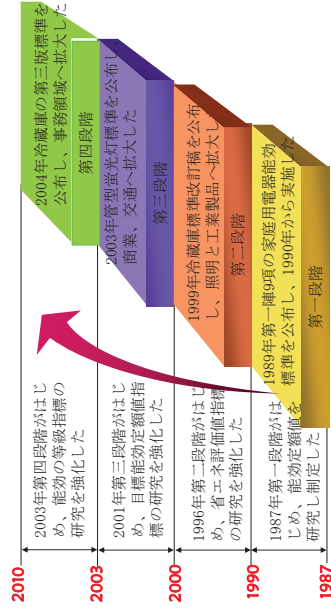 2010
2003
2000
1990
1987
2003年第四段階がはじ
め、能効の等級指標の
研究を強化した
2001年第三段階がはじ
め、目標能効定額値指
標の研究を強化した
1996年第二段階がはじ
め、省エネ評価値指標
の研究を強化した
1987年第一段階がは
じめ、能効定額値を
研究し制定した
2004年冷蔵庫の第三版標準を
公布し、事務領域へ拡大した
第四段階
2003年管型蛍光灯標準を公布し、
商業、交通へ拡大した
第三段階
1999年冷蔵庫標準改訂稿を公布
し、照明と工業製品へ拡大し
第二段階
1989年第一陣9項の家庭用電器能効
標準を公布し、1990年から実施した
第一段階